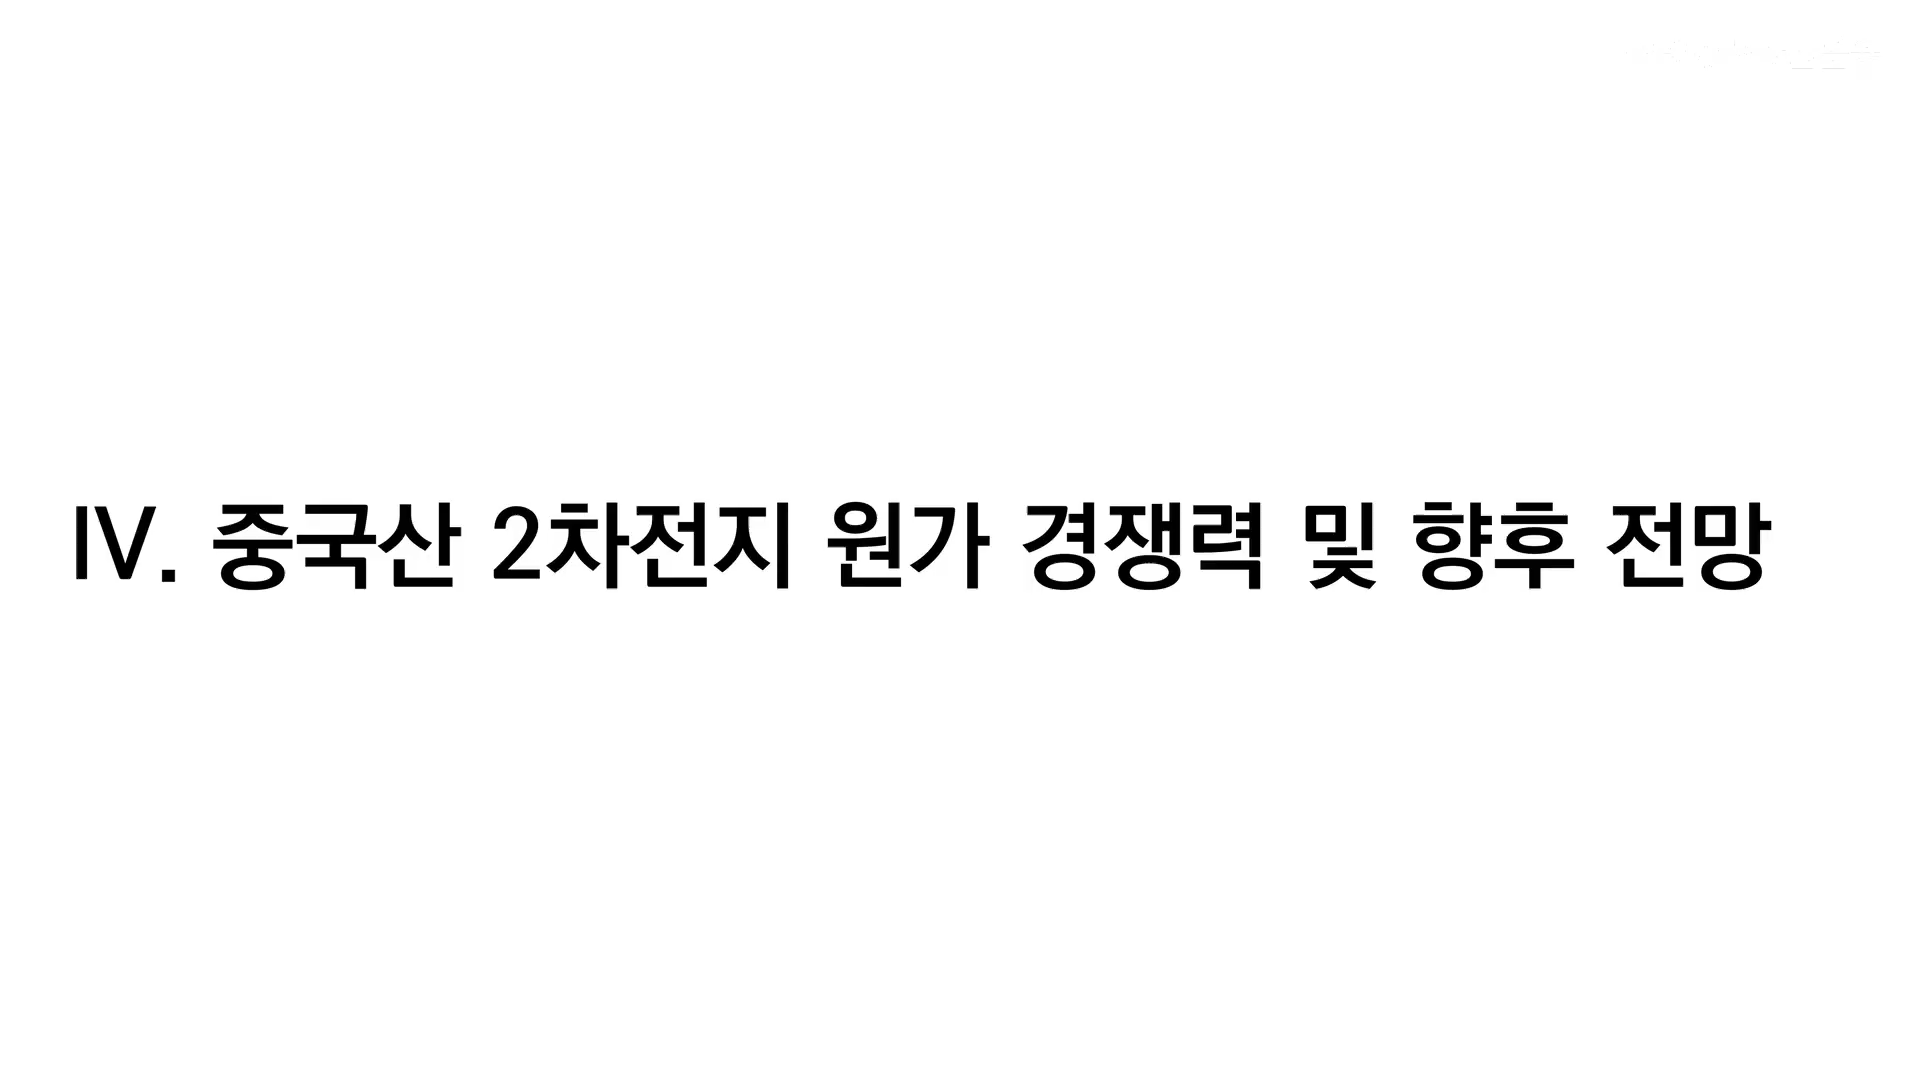 Ⅳ. 중국산 2차전지 원가 경쟁력 및 향후 전망